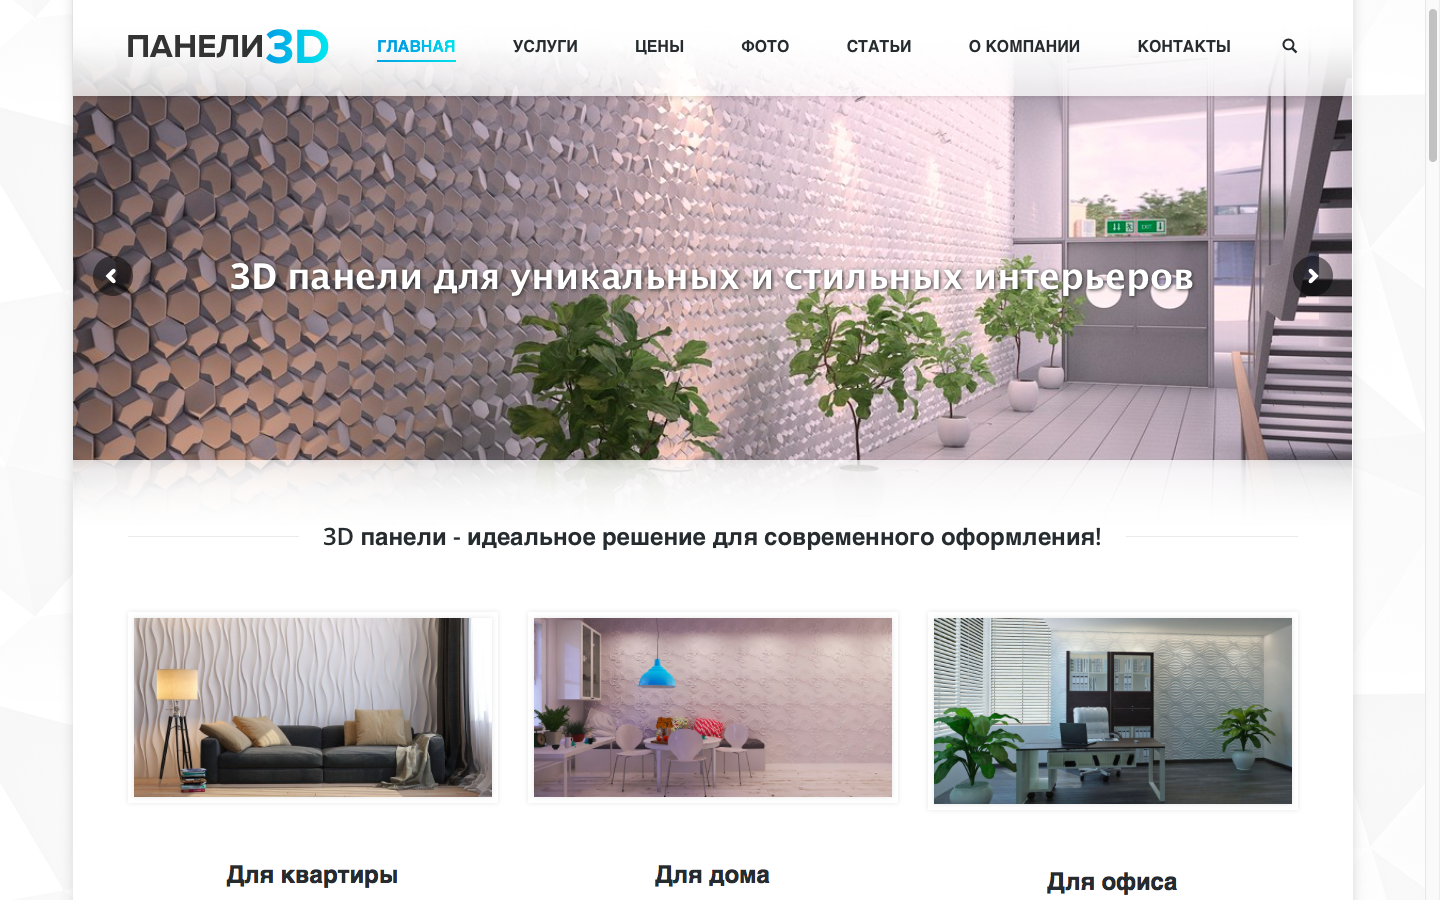 ПАНЕЛИ3D
ГЛАВНАЯ УСЛУГИ ЦЕНЫ ФОТО СТАТЬИ О КОМПАНИИ КОНТАКТЫ
EXIT
3D панели для уникальных и стильных интерьеров
3D панели - идеальное решение для современного оформления!
Для квартиры
Для дома
Для офиса